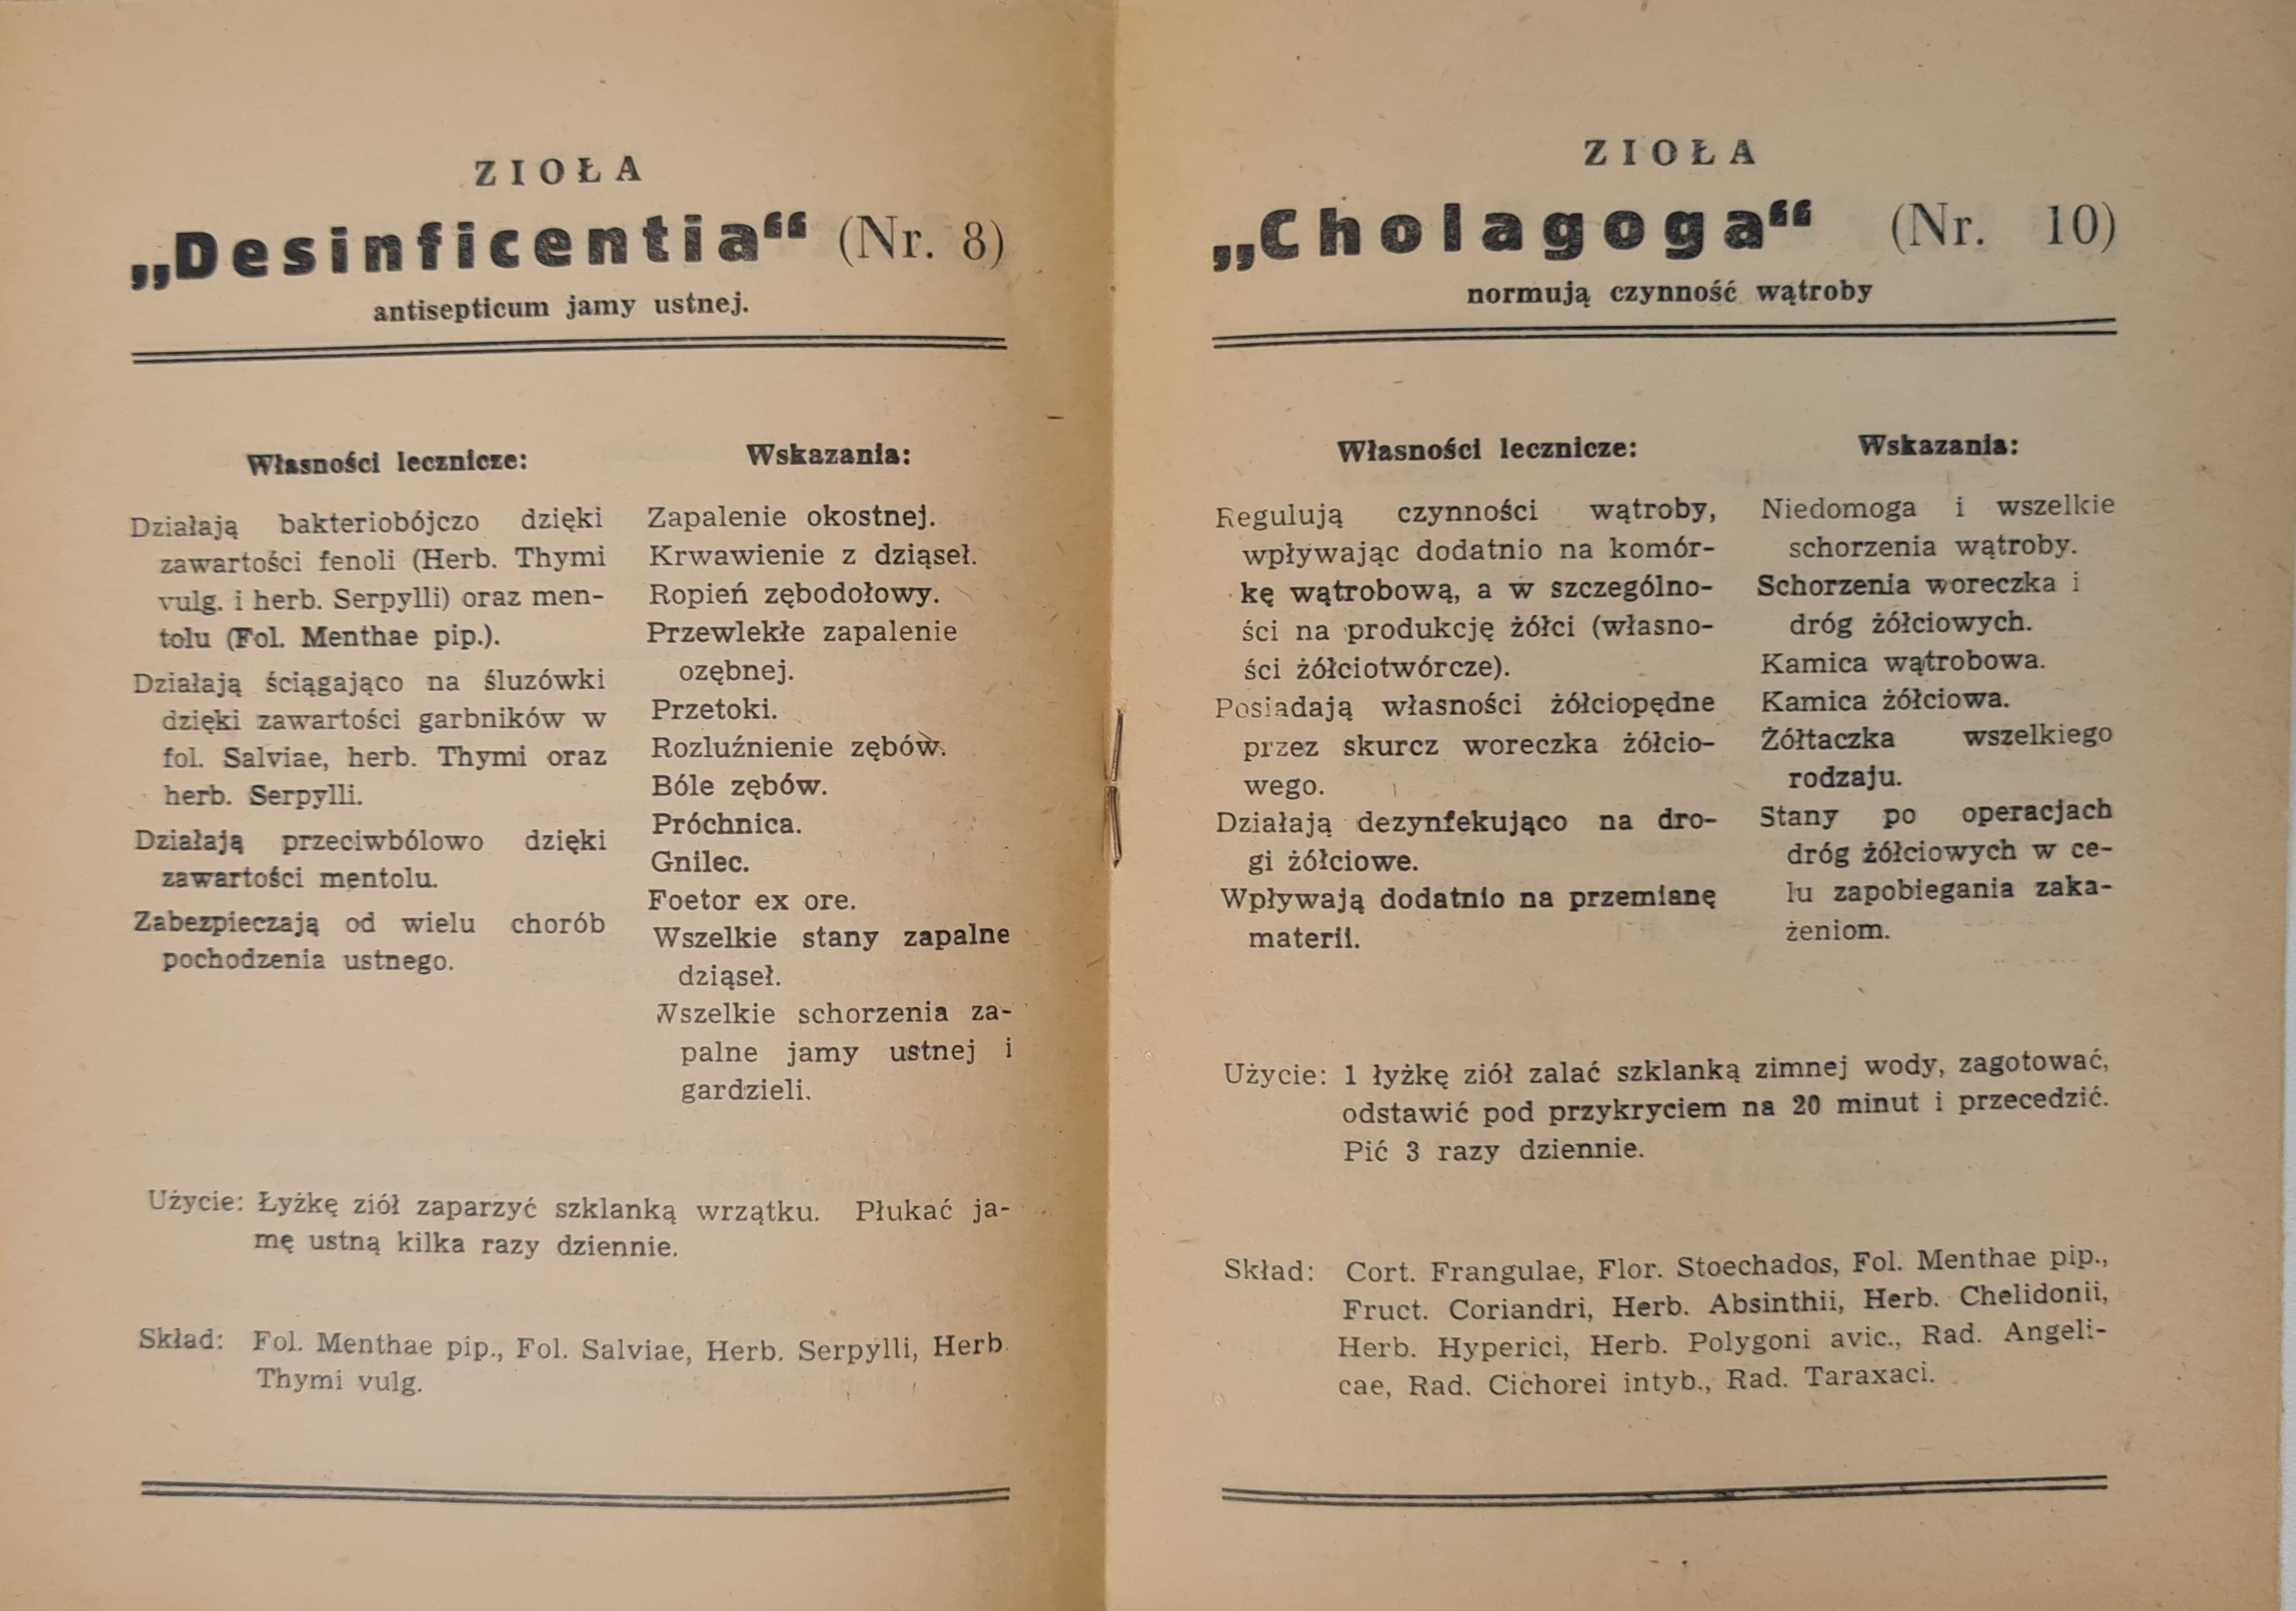 ZIOŁA
„Desinficentia“ (Nr. 8)
antisepticum jamy ustnej.
Własności lecznicze:
Działają bakteriobójczo dzięki
zawartości fenoli (Herb. Thymi
vulg. i herb. Serpylli) oraz men-
tolu (Fol. Menthae pip.).
Działają ściągająco na śluzówki
dzięki zawartości garbników w
fol. Salviae, herb. Thymi oraz
herb. Serpylli.
Działają przeciwbólowo dzięki
zawartości mentolu.
Zabezpieczają od wielu chorób
pochodzenia ustnego.
Wskazania:
Zapalenie okostnej.
Krwawienie z dziąseł.
Ropień zębodołowy.
Przewlekłe zapalenie
ozębnej.
Przetoki.
Rozluźnienie zębów.
Bóle zębów.
Próchnica.
Gnilec.
Foetor ex ore.
Wszelkie stany zapalne
dziąseł.
Wszelkie schorzenia za-
palne jamy ustnej i
gardzieli.
Użycie: Łyżkę ziół zaparzyć szklanką wrzątku. Płukać ja-
mę ustną kilka razy dziennie.
Skład: Fol. Menthae pip., Fol. Salviae, Herb. Serpylli, Herb.
Thymi vulg.
ZIOŁA
„Cholagoga“ (Nr. 10)
normują czynność wątroby
Własności lecznicze:
Regulują czynności wątroby,
wpływając dodatnio na komór-
kę wątrobową, a w szczególno-
ści na produkcję żółci (własno-
ści żółciotwórcze).
Posiadają własności żółciopędne
przez skurcz woreczka żółcio-
wego.
Działają dezynfekująco na dro-
gi żółciowe.
Wpływają dodatnio na przemianę
materii.
Wskazania:
Niedomoga i wszelkie
schorzenia wątroby.
Schorzenia woreczka i
dróg żółciowych.
Kamica wątrobowa.
Kamica żółciowa.
Żółtaczka wszelkiego
rodzaju.
Stany po operacjach
dróg żółciowych w ce-
lu zapobiegania zaka-
żeniom.
Użycie: 1 łyżkę ziół zalać szklanką zimnej wody, zagotować,
odstawić pod przykryciem na 20 minut i przecedzić.
Pić 3 razy dziennie.
Skład: Cort. Frangulae, Flor. Stoechados, Fol. Menthae pip.,
Fruct. Coriandri, Herb. Absinthii, Herb. Chelidonii,
Herb. Hyperici, Herb. Polygoni avic., Rad. Angeli-
cae, Rad. Cichorei intyb., Rad. Taraxaci.